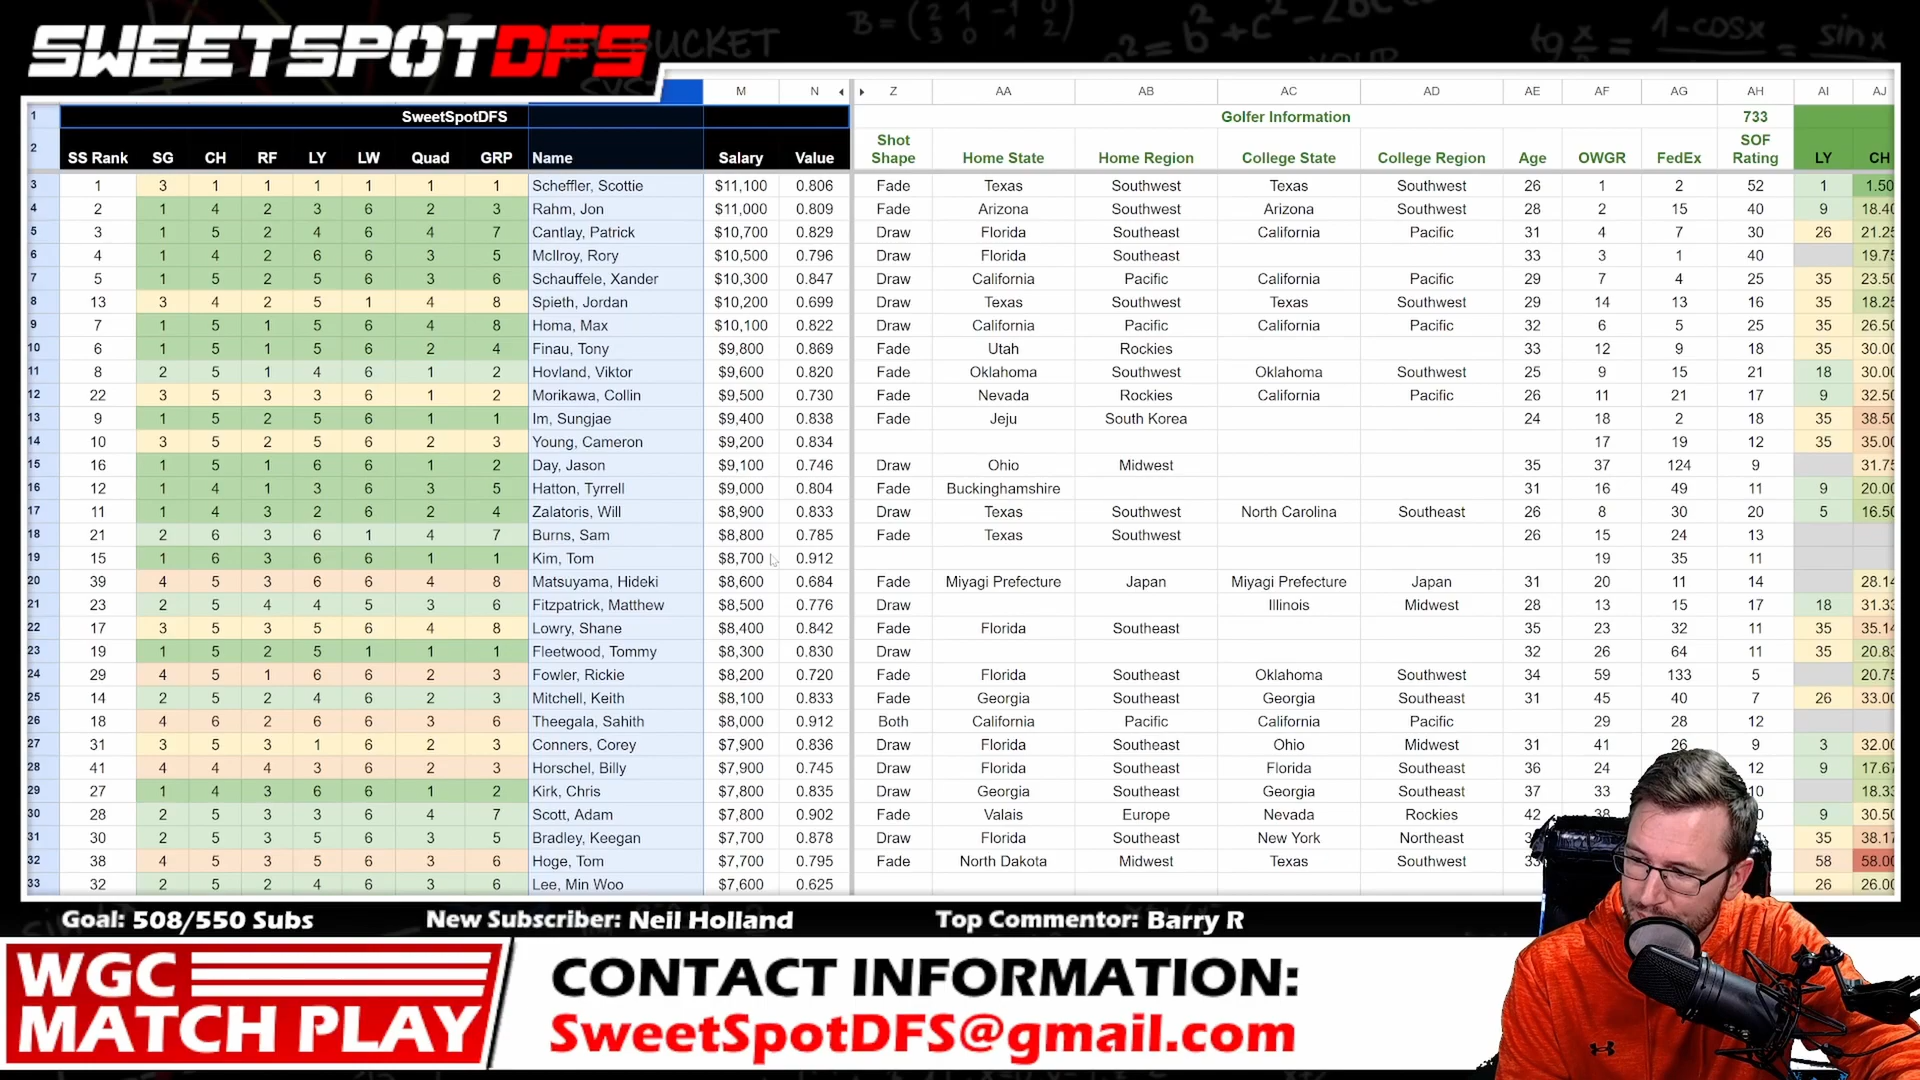 SWEETSPOTDFS
M N Z AA AB AC AD AE AF AG AH AI AJ
1 SweetSpotDFS Golfer Information 733
2 SS Rank SG CH RF LY LW Quad GRP Name Salary Value Shot Shape Home State Home Region College State College Region Age OWGR FedEx SOF Rating LY CH
3 1 3 1 1 1 1 1 1 Scheffler, Scottie $11,100 0.806 Fade Texas Southwest Texas Southwest 26 1 2 52 1 1.50
4 2 1 4 2 3 6 2 3 Rahm, Jon $11,000 0.809 Fade Arizona Southwest Arizona Southwest 28 2 15 40 9 18.40
5 3 1 5 2 4 6 4 7 Cantlay, Patrick $10,700 0.829 Draw Florida Southeast California Pacific 31 4 7 30 26 21.25
6 4 1 4 2 6 6 3 5 McIlroy, Rory $10,500 0.796 Draw Florida Southeast 33 3 1 40 19.75
7 5 1 5 2 5 6 3 6 Schauffele, Xander $10,300 0.847 Draw California Pacific California Pacific 29 7 4 25 35 23.50
8 13 3 4 2 5 1 4 8 Spieth, Jordan $10,200 0.699 Draw Texas Southwest Texas Southwest 29 14 13 16 35 18.25
9 7 1 5 1 5 6 4 8 Homa, Max $10,100 0.822 Draw California Pacific California Pacific 32 6 5 25 35 26.50
10 6 1 5 1 5 6 2 4 Finau, Tony $9,800 0.869 Fade Utah Rockies 33 12 9 18 35 30.00
11 8 2 5 1 4 6 1 2 Hovland, Viktor $9,600 0.820 Fade Oklahoma Southwest Oklahoma Southwest 25 9 15 21 18 30.00
12 22 3 5 3 3 6 1 2 Morikawa, Collin $9,500 0.730 Fade Nevada Rockies California Pacific 26 11 21 17 9 32.50
13 9 1 5 2 5 6 1 1 Im, Sungjae $9,400 0.838 Fade Jeju South Korea 24 18 2 18 35 38.50
14 10 3 5 2 5 6 2 3 Young, Cameron $9,200 0.834 17 19 12 35 35.00
15 16 1 5 1 6 6 1 2 Day, Jason $9,100 0.746 Draw Ohio Midwest 35 37 124 9 31.75
16 12 1 4 1 3 6 3 5 Hatton, Tyrrell $9,000 0.804 Fade Buckinghamshire 31 16 49 11 9 20.00
17 11 1 4 3 2 6 2 4 Zalatoris, Will $8,900 0.833 Draw Texas Southwest North Carolina Southeast 26 8 30 20 5 16.50
18 21 2 6 3 6 1 4 7 Burns, Sam $8,800 0.785 Fade Texas Southwest 26 15 24 13
19 15 1 6 3 6 6 1 1 Kim, Tom $8,700 0.912 19 35 11
20 39 4 5 3 6 6 4 8 Matsuyama, Hideki $8,600 0.684 Fade Miyagi Prefecture Japan Miyagi Prefecture Japan 31 20 11 14 28.14
21 23 2 5 4 4 5 3 6 Fitzpatrick, Matthew $8,500 0.776 Draw Illinois Midwest 28 13 15 17 18 31.33
22 17 3 5 3 5 6 4 8 Lowry, Shane $8,400 0.842 Fade Florida Southeast 35 23 32 11 35 35.14
23 19 1 5 2 5 1 1 1 Fleetwood, Tommy $8,300 0.830 Draw 32 26 64 11 35 20.83
24 29 4 5 1 6 6 2 3 Fowler, Rickie $8,200 0.720 Fade Florida Southeast Oklahoma Southwest 34 59 133 5 20.75
25 14 2 5 2 4 6 2 3 Mitchell, Keith $8,100 0.833 Fade Georgia Southeast Georgia Southeast 31 45 40 7 26 33.00
26 18 4 6 2 6 6 3 6 Theegala, Sahith $8,000 0.912 Both California Pacific California Pacific 29 28 12
27 31 3 5 3 1 6 2 3 Conners, Corey $7,900 0.836 Draw Florida Southeast Ohio Midwest 31 41 26 9 3 32.00
28 41 4 4 4 3 6 2 3 Horschel, Billy $7,900 0.745 Draw Florida Southeast Florida Southeast 36 24 12 9 17.67
29 27 1 4 3 6 6 1 2 Kirk, Chris $7,800 0.835 Draw Georgia Southeast Georgia Southeast 37 33 10 18.33
30 28 2 5 3 3 6 4 7 Scott, Adam $7,800 0.902 Fade Valais Europe Nevada Rockies 42 38 9 30.50
31 30 2 5 3 5 6 3 5 Bradley, Keegan $7,700 0.878 Draw Florida Southeast New York Northeast 35 38.17
32 38 4 5 3 5 6 3 6 Hoge, Tom $7,700 0.795 Fade North Dakota Midwest Texas Southwest 33 58 58.00
33 32 2 5 2 4 6 3 6 Lee, Min Woo $7,600 0.625 26 26.00
Goal: 508/550 Subs New Subscriber: Neil Holland Top Commentor: Barry R
WGC MATCH PLAY
CONTACT INFORMATION:
SweetSpotDFS@gmail.com